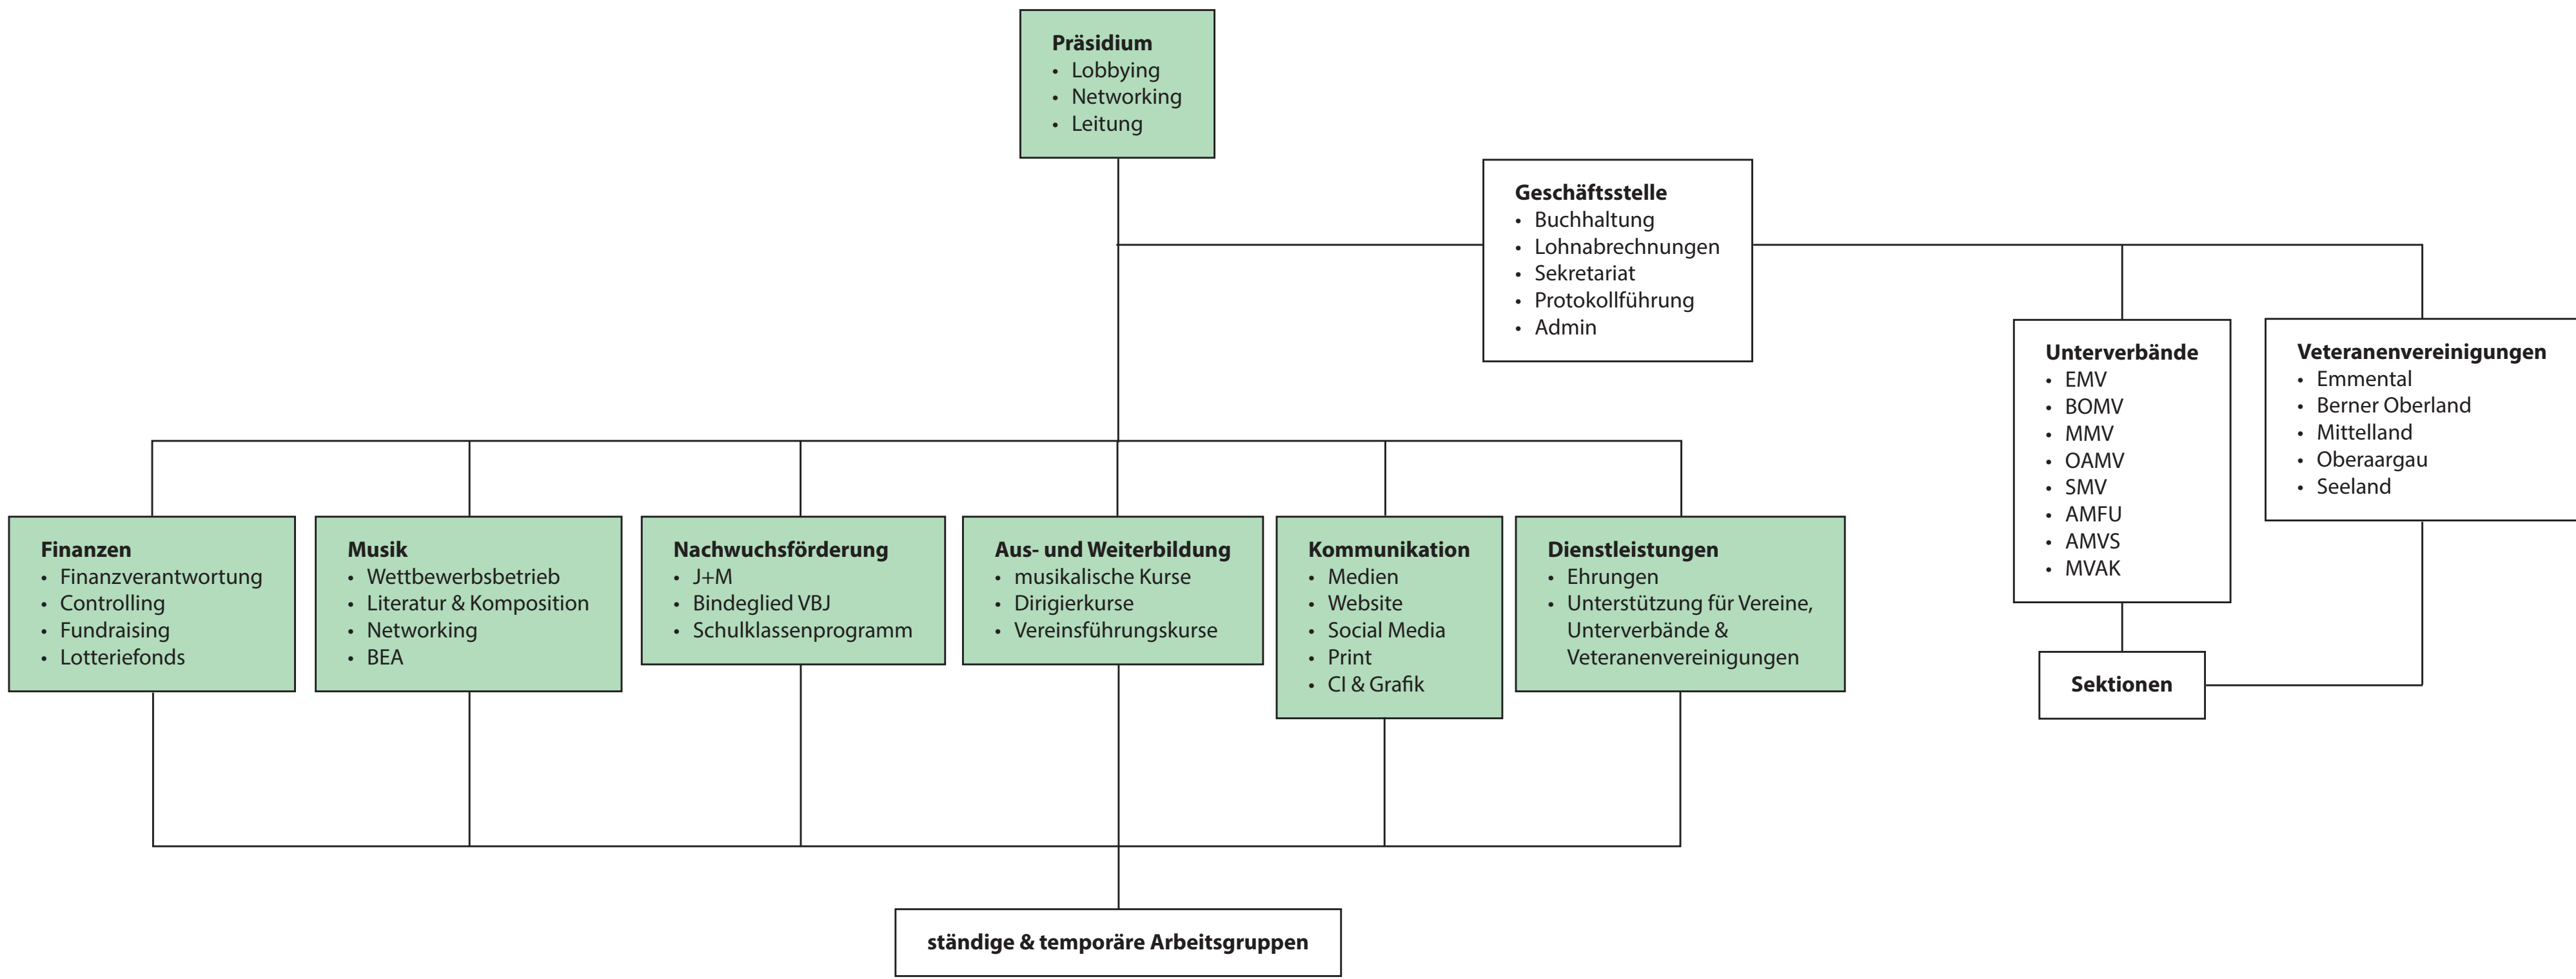 Präsidium
• Lobbying
• Networking
• Leitung
Geschäftsstelle
• Buchhaltung
• Lohnabrechnungen
• Sekretariat
• Protokollführung
• Admin
Unterverbände
• EMV
• BOMV
• MMV
• OAMV
• SMV
• AMFU
• AMVS
• MVAK
Veteranenvereinigungen
• Emmental
• Berner Oberland
• Mittelland
• Oberaargau
• Seeland
Finanzen
• Finanzverantwortung
• Controlling
• Fundraising
• Lotteriefonds
Musik
• Wettbewerbsbetrieb
• Literatur & Komposition
• Networking
• BEA
Nachwuchsförderung
• J+M
• Bindeglied VBJ
• Schulklassenprogramm
Aus- und Weiterbildung
• musikalische Kurse
• Dirigierkurse
• Vereinsführungskurse
Kommunikation
• Medien
• Website
• Social Media
• Print
• CI & Grafik
Dienstleistungen
• Ehrungen
• Unterstützung für Vereine,
Unterverbände &
Veteranenvereinigungen
Sektionen
ständige & temporäre Arbeitsgruppen